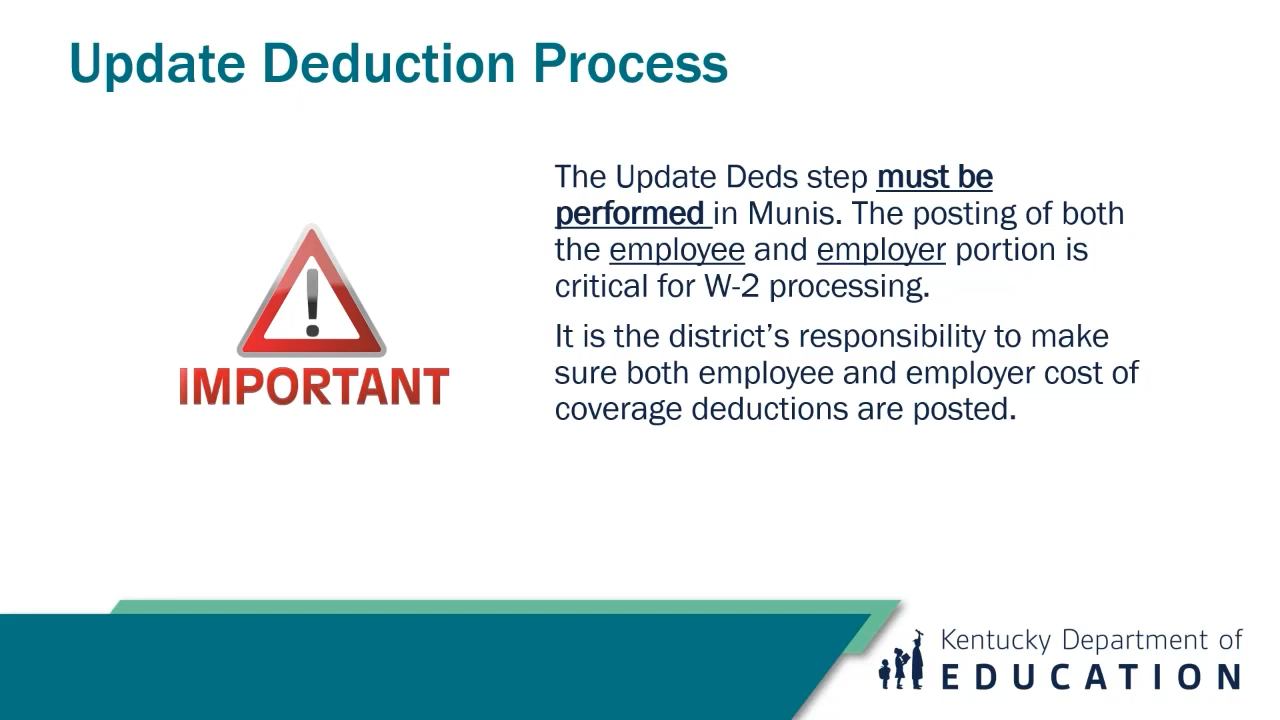 Update Deduction Process
The Update Deds step must be
performed in Munis. The posting of both
the employee and employer portion is
critical for W-2 processing.
It is the district’s responsibility to make
sure both employee and employer cost of
coverage deductions are posted.
IMPORTANT
Kentucky Department of
EDUCATION